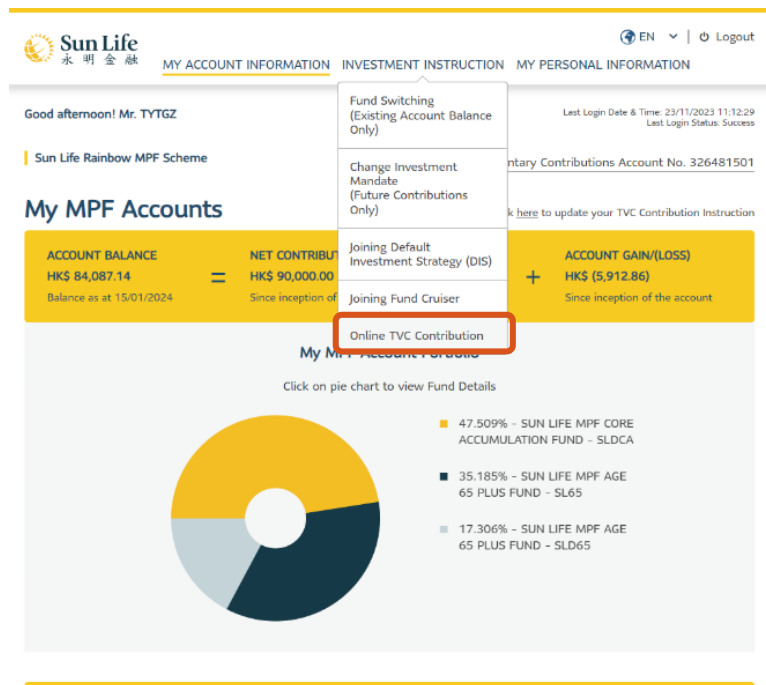 Sun Life
永明金融
EN | Logout
MY ACCOUNT INFORMATION INVESTMENT INSTRUCTION MY PERSONAL INFORMATION
Good afternoon! Mr. TYTGZ
Last Login Date & Time: 23/11/2023 11:12:29
Last Login Status: Success
Sun Life Rainbow MPF Scheme
Contributions Account No. 326481501
My MPF Accounts
here to update your TVC Contribution Instruction
Fund Switching
(Existing Account Balance
Only)
Change Investment
Mandate
(Future Contributions
Only)
Joining Default
Investment Strategy (DIS)
Joining Fund Cruiser
Online TVC Contribution
ACCOUNT BALANCE
HK$ 84,087.14
Balance as at 15/01/2024
=
NET
HK$ 90,000.00
Since inception of
+
ACCOUNT GAIN/(LOSS)
HK$ (5,912.86)
Since inception of the account
My MPF Account Portfolio
Click on pie chart to view Fund Details
47.509% - SUN LIFE MPF CORE
ACCUMULATION FUND - SLDCA
35.185% - SUN LIFE MPF AGE
65 PLUS FUND - SL65
17.306% - SUN LIFE MPF AGE
65 PLUS FUND - SLD65